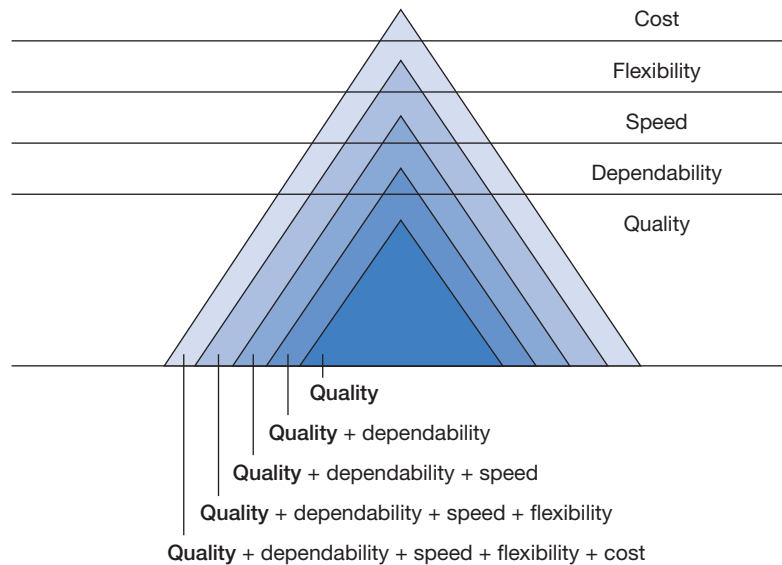 Cost
Flexibility
Speed
Dependability
Quality
Quality
Quality + dependability
Quality + dependability + speed
Quality + dependability + speed + flexibility
Quality + dependability + speed + flexibility + cost